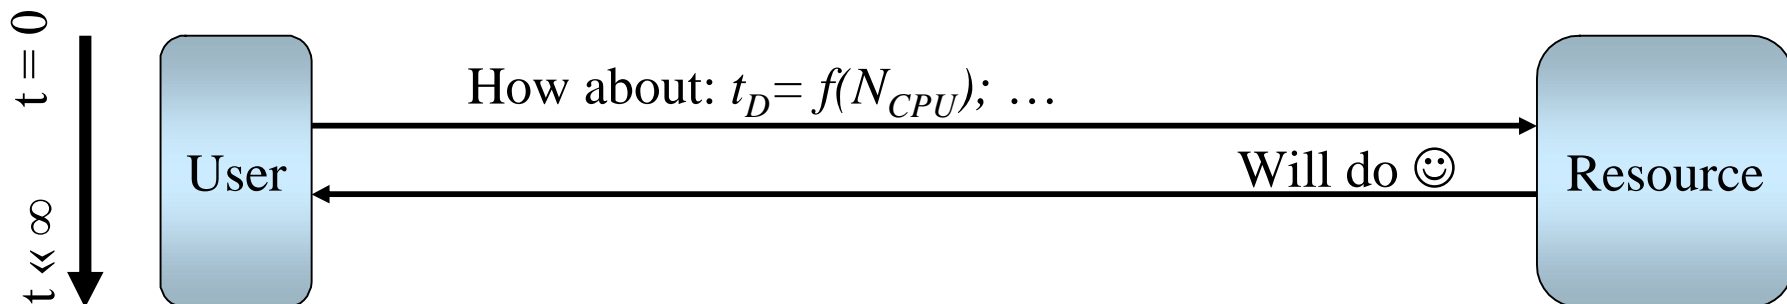 t = 0
t << ∞
User
How about: t_D= f(N_CPU); …
Will do ☺
Resource